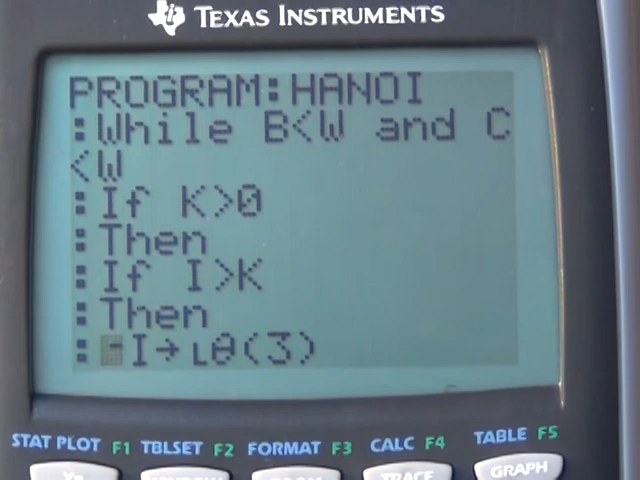 TEXAS INSTRUMENTS
PROGRAM:HANOI
:While B<W and C
<W
:If K>0
:Then
:If I>K
:Then
:-I→ʟθ(3)
STAT PLOT F1 TBLSET F2 FORMAT F3 CALC F4 TABLE F5
TRACE GRAPH